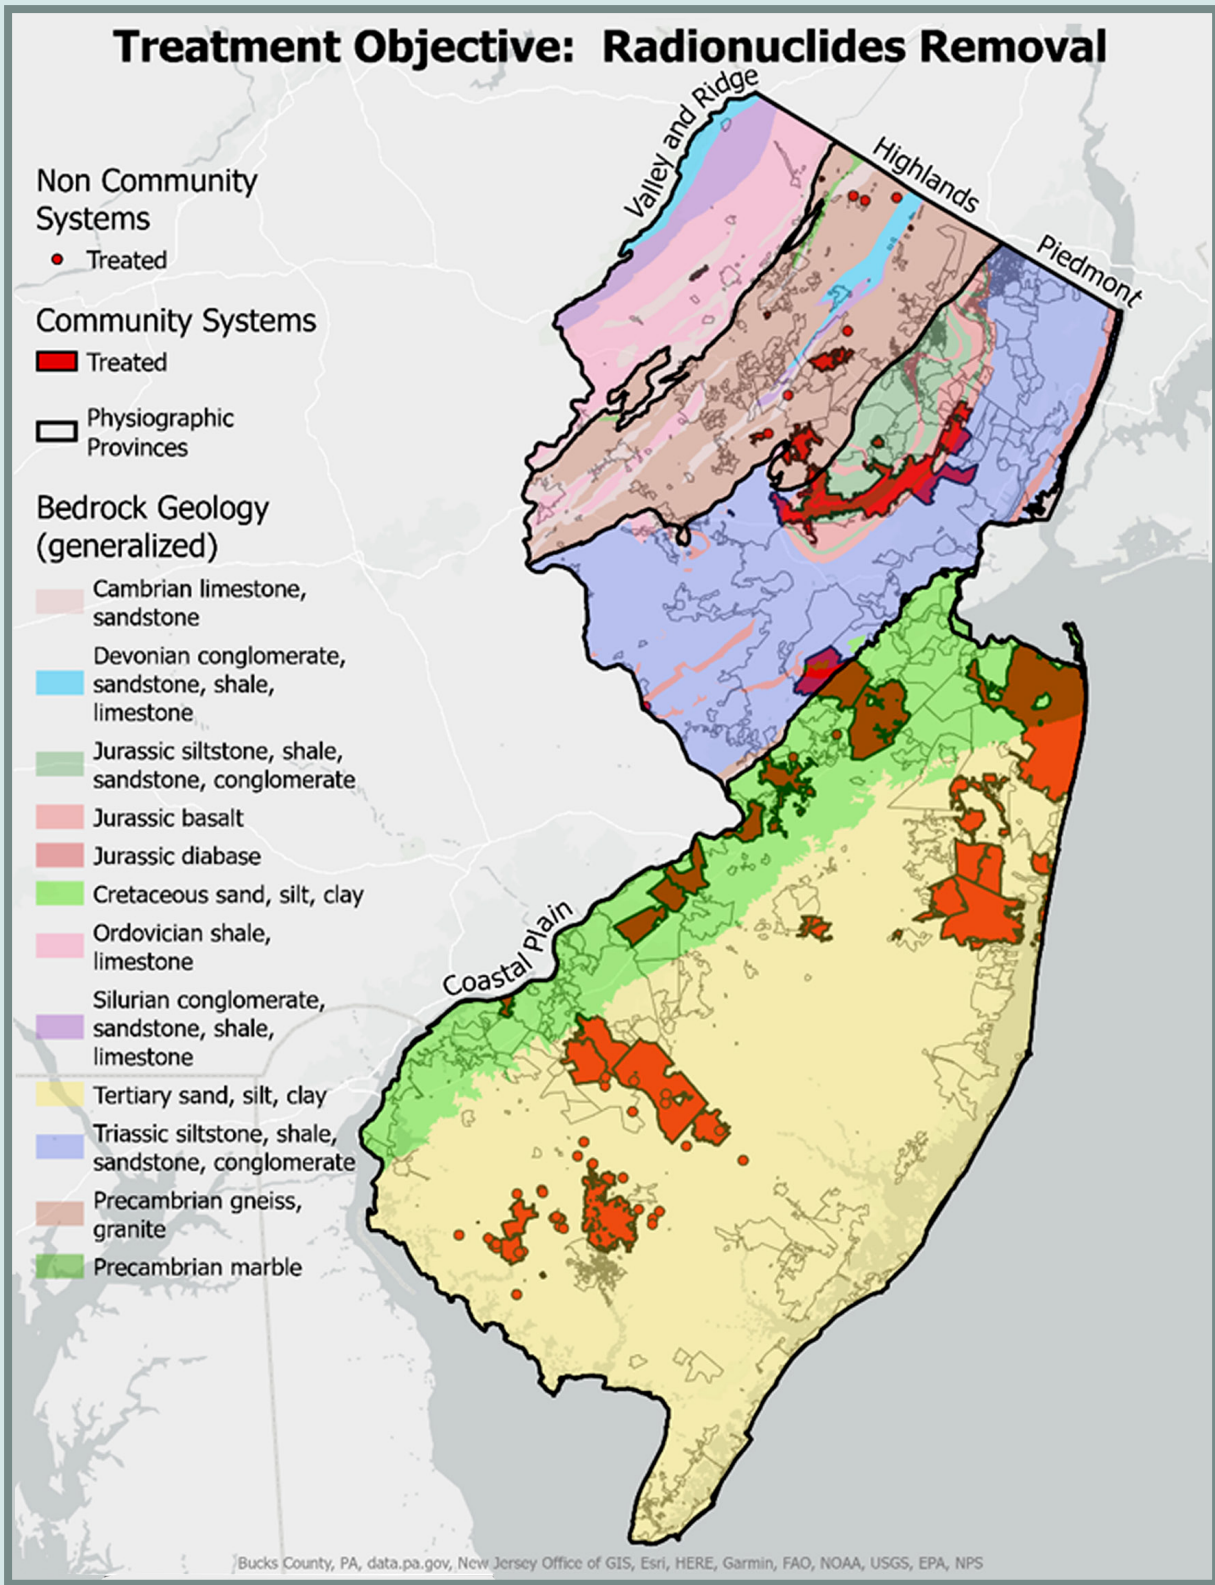 Treatment Objective:  Radionuclides Removal
Valley and Ridge
Highlands
Piedmont
Coastal Plain
Non Community
Systems
Treated
Community Systems
Treated
Physiographic
Provinces
Bedrock Geology
(generalized)
Cambrian limestone,
sandstone
Devonian conglomerate,
sandstone, shale,
limestone
Jurassic siltstone, shale,
sandstone, conglomerate
Jurassic basalt
Jurassic diabase
Cretaceous sand, silt, clay
Ordovician shale,
limestone
Silurian conglomerate,
sandstone, shale,
limestone
Tertiary sand, silt, clay
Triassic siltstone, shale,
sandstone, conglomerate
Precambrian gneiss,
granite
Precambrian marble
Bucks County, PA, data.pa.gov, New Jersey Office of GIS, Esri, HERE, Garmin, FAO, NOAA, USGS, EPA, NPS